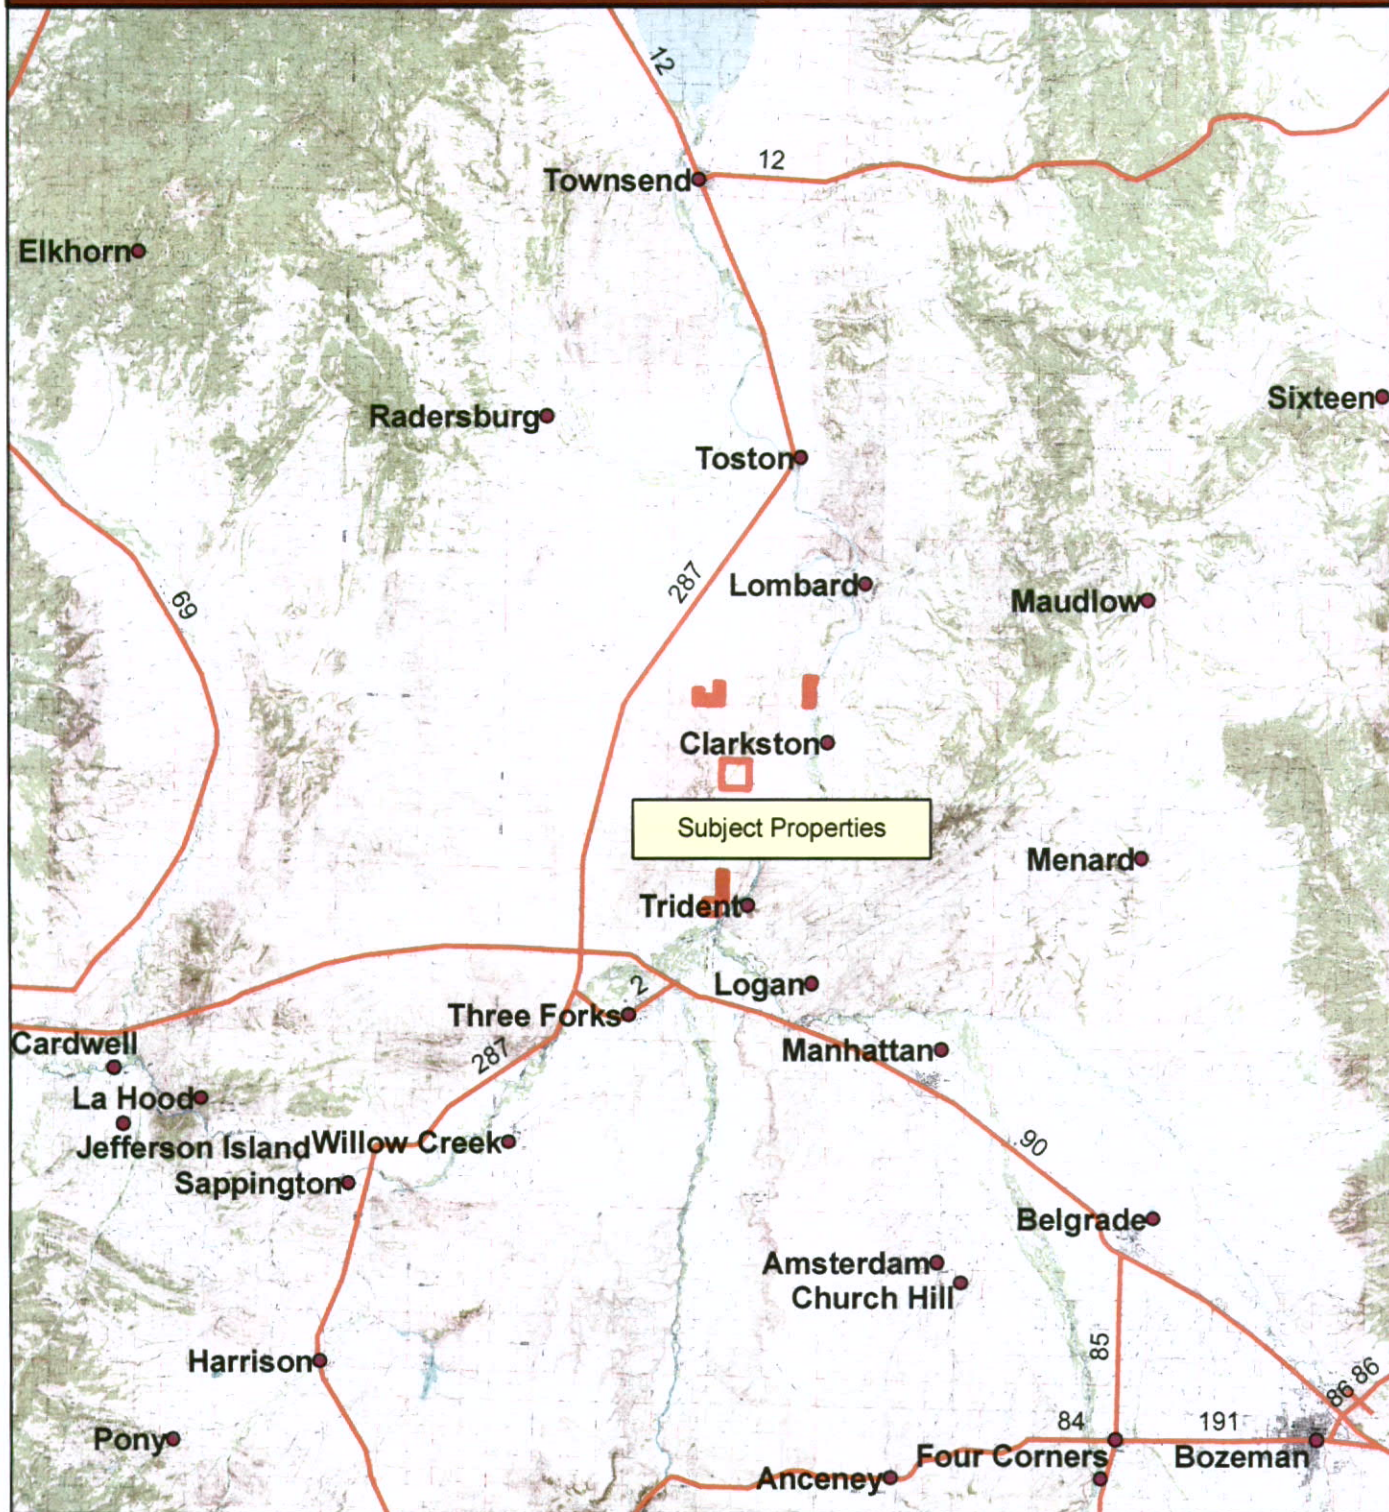 12
12
Townsend
Elkhorn
Sixteen
Radersburg
Toston
287
Lombard
Maudlow
69
Clarkston
Subject Properties
Menard
Trident
Logan
2
Three Forks
Cardwell
287
Manhattan
La Hood
Jefferson Island
Willow Creek
90
Sappington
Belgrade
Amsterdam
Church Hill
85
Harrison
86
86
84
191
Pony
Four Corners
Bozeman
Anceney